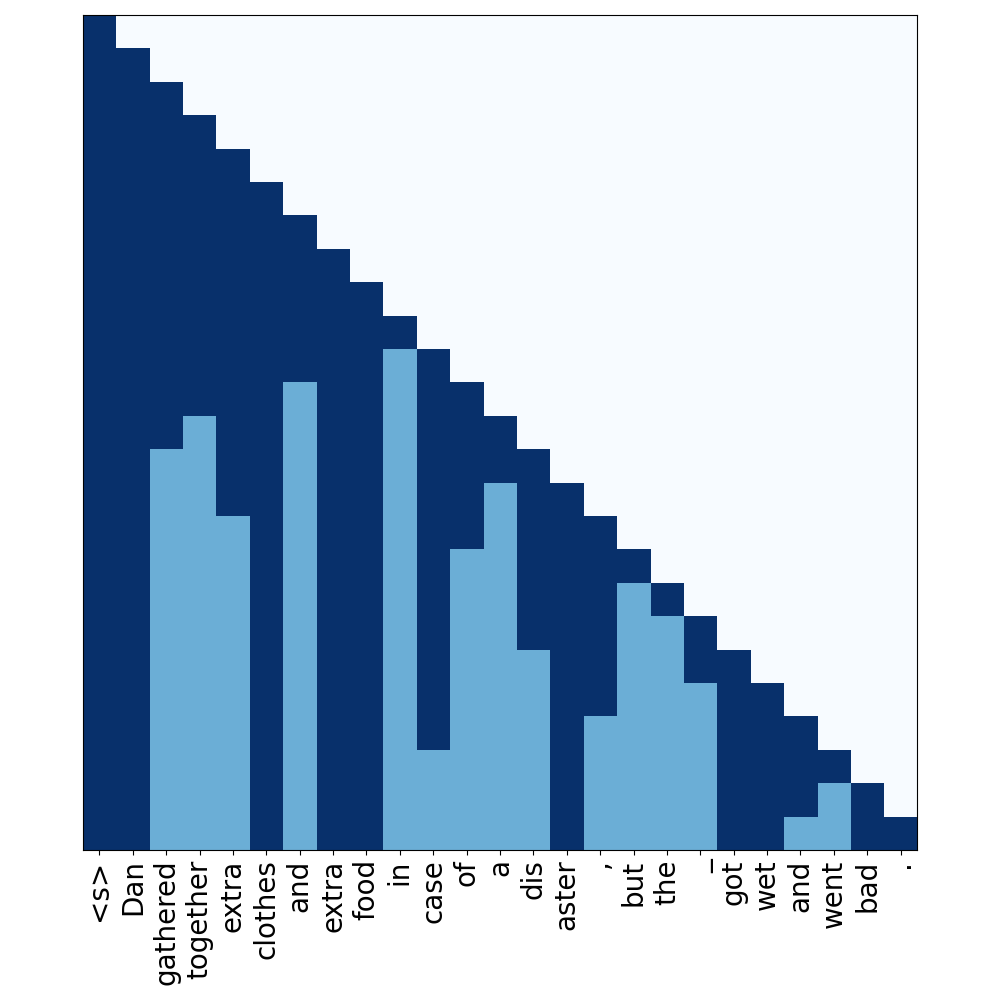 <s> Dan gathered together extra clothes and extra food in case of a dis aster , but the _ got wet and went bad .